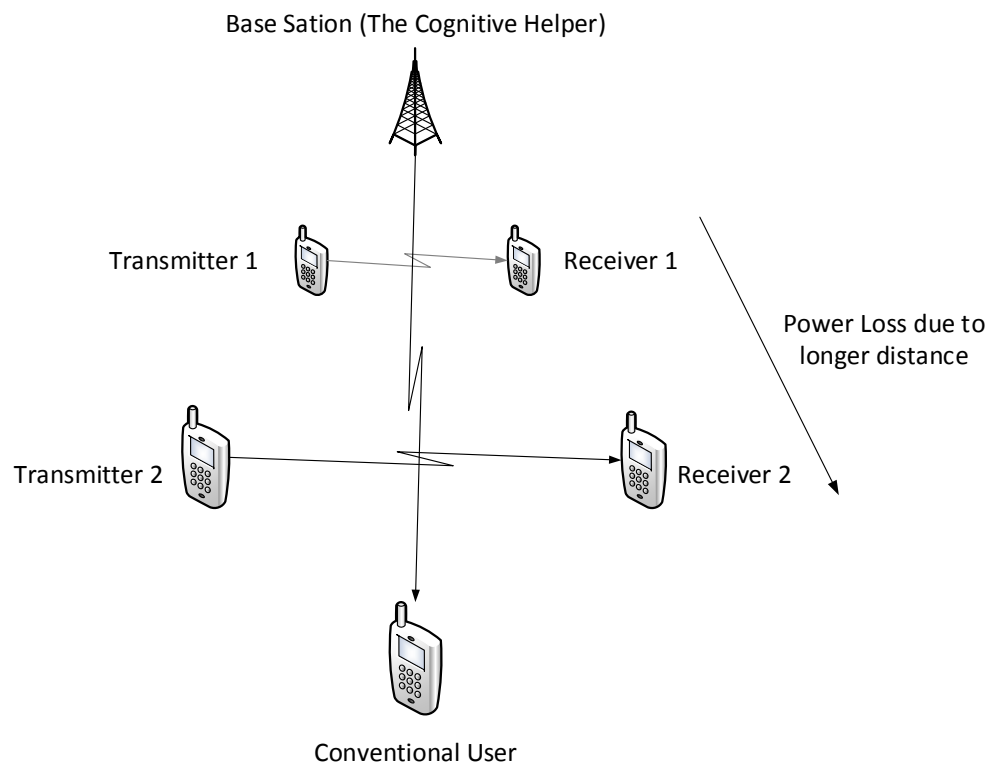 Base Sation (The Cognitive Helper)
Transmitter 1
Receiver 1
Power Loss due to
longer distance
Transmitter 2
Receiver 2
Conventional User